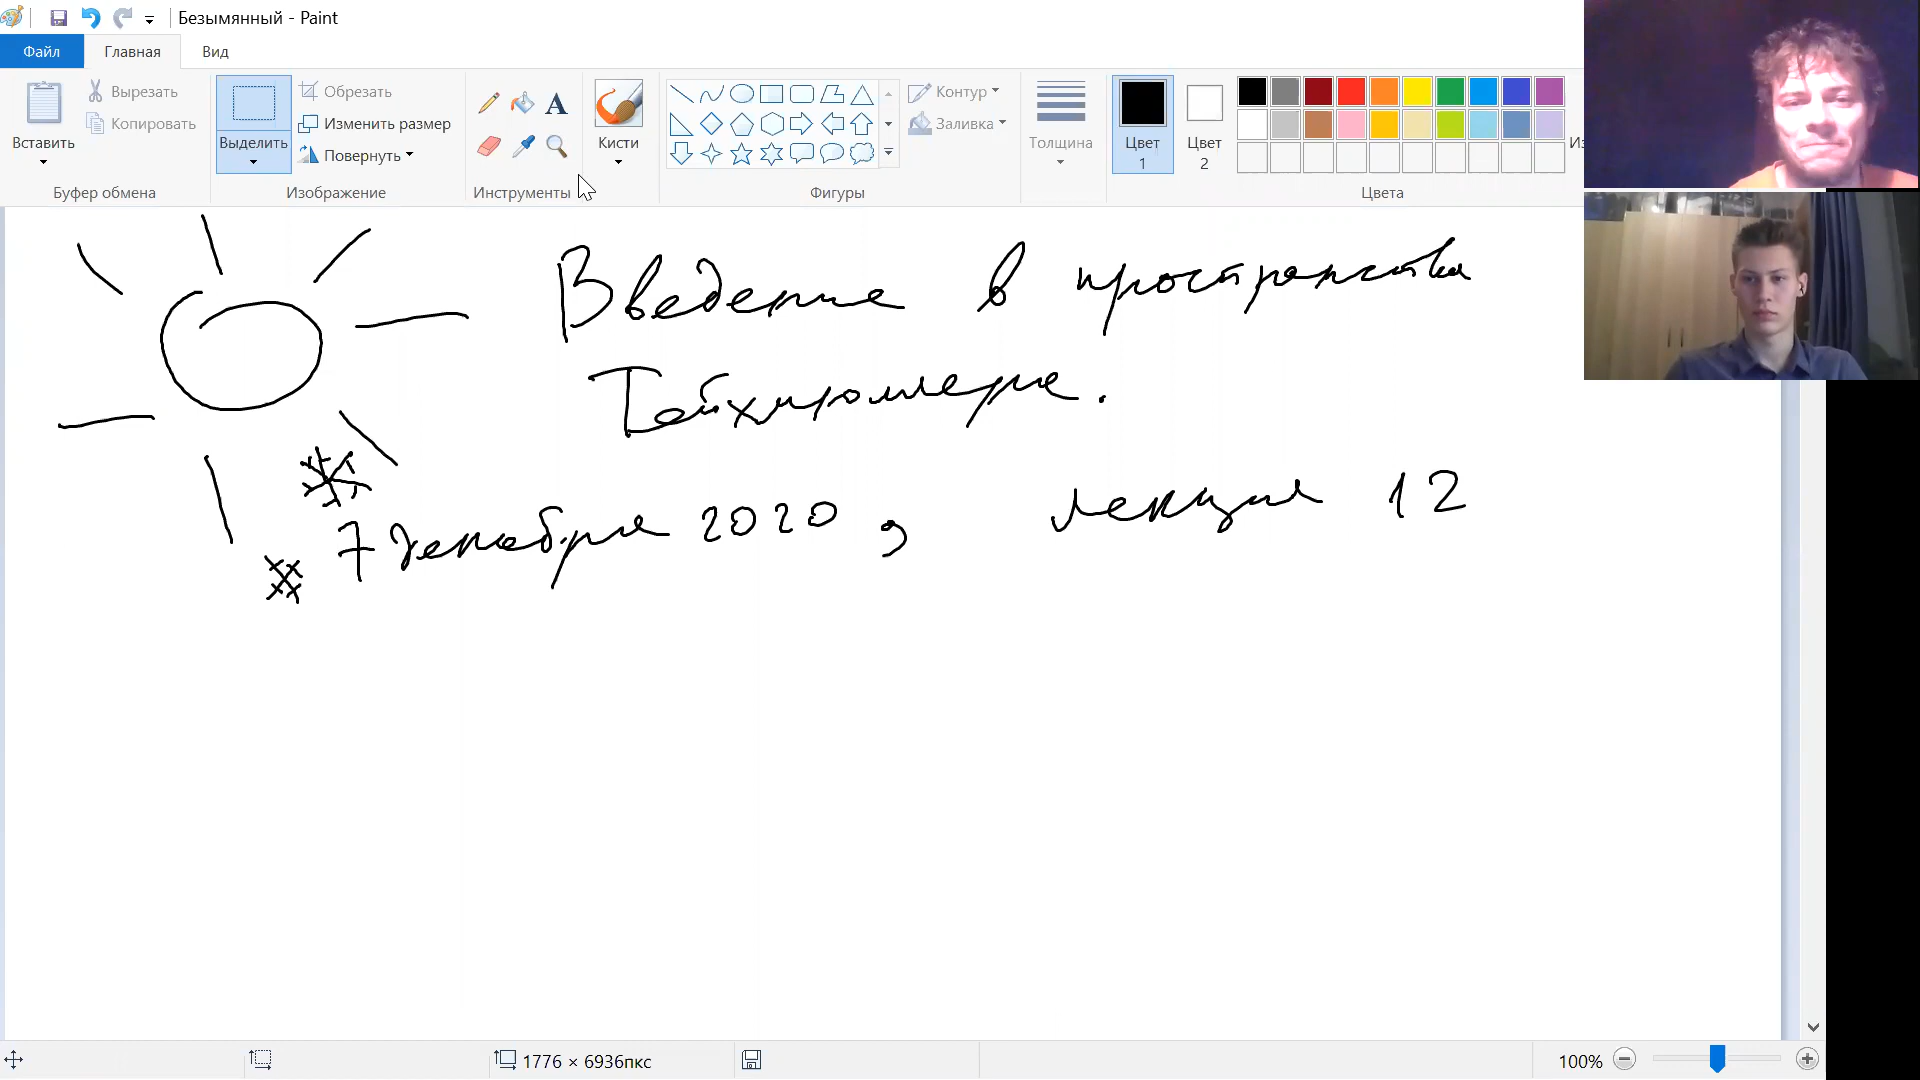 Безымянный - Paint
Файл Главная Вид
Вставить
Вырезать
Копировать
Буфер обмена
Выделить
Обрезать
Изменить размер
Повернуть
Изображение
A
Инструменты
Кисти
Фигуры
Контур
Заливка
Толщина
Цвет 1
Цвет 2
Цвета
Введение в пространства
Тейхмюллера.
7 декабря 2020, лекция 12
1776 × 6936пкс
100%